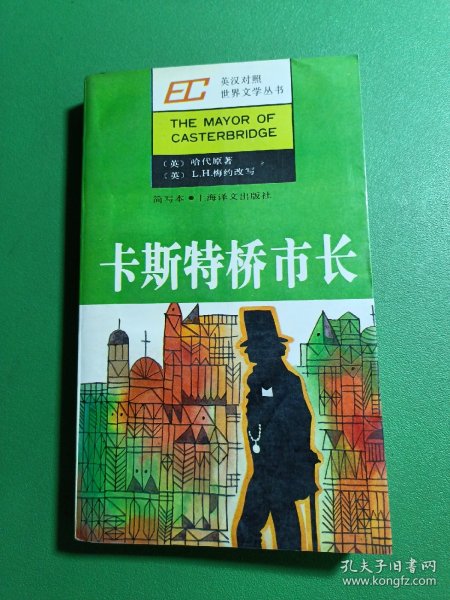 EC
英汉对照
世界文学丛书
THE MAYOR OF
CASTERBRIDGE
（英）哈代原著
（英）L.H.梅约改写
简写本●上海译文出版社
卡斯特桥市长
孔夫子旧书网
www.kongfz.com